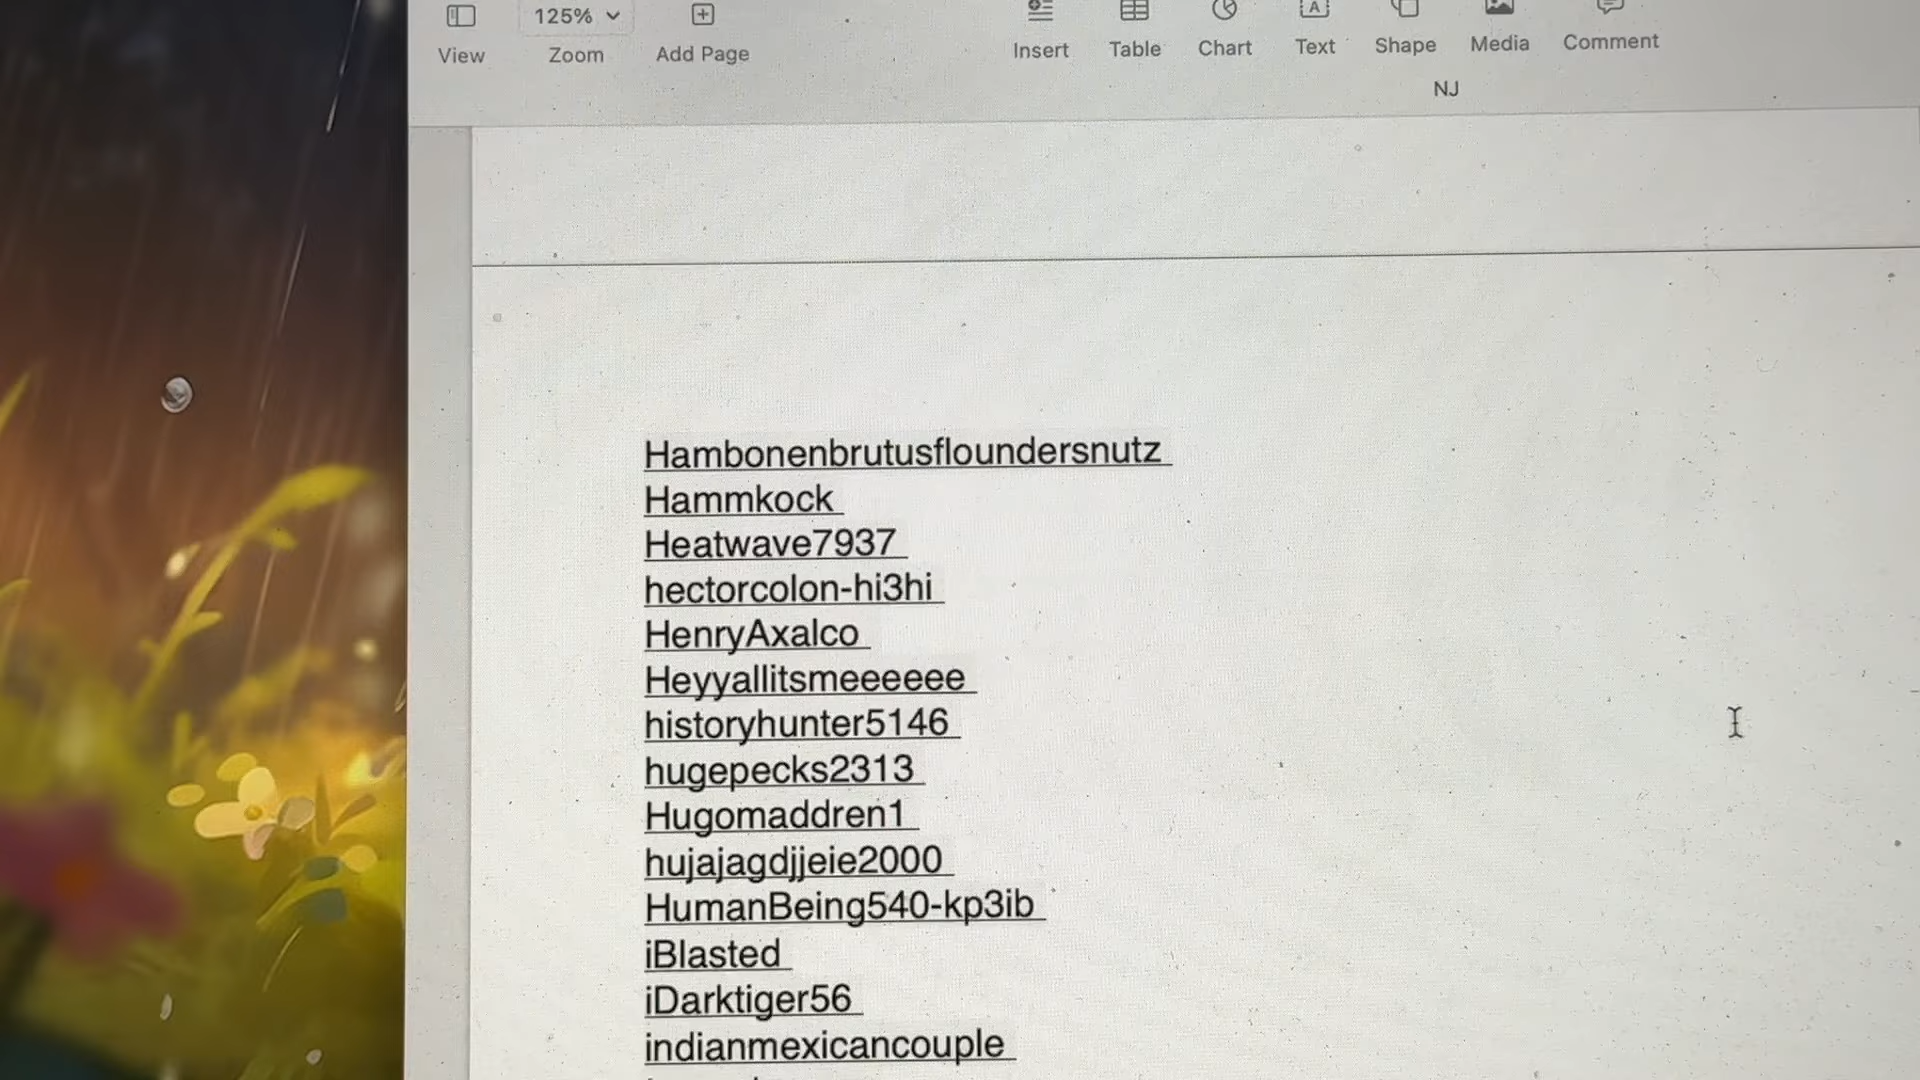 125%
View Zoom Add Page Insert Table Chart Text Shape Media Comment
NJ
Hambonenbrutusfloundersnutz
Hammkock
Heatwave7937
hectorcolon-hi3hi
HenryAxalco
Heyyallitsmeeeeee
historyhunter5146
hugepecks2313
Hugomaddren1
hujajagdjjeie2000
HumanBeing540-kp3ib
iBlasted
iDarktiger56
indianmexicancouple